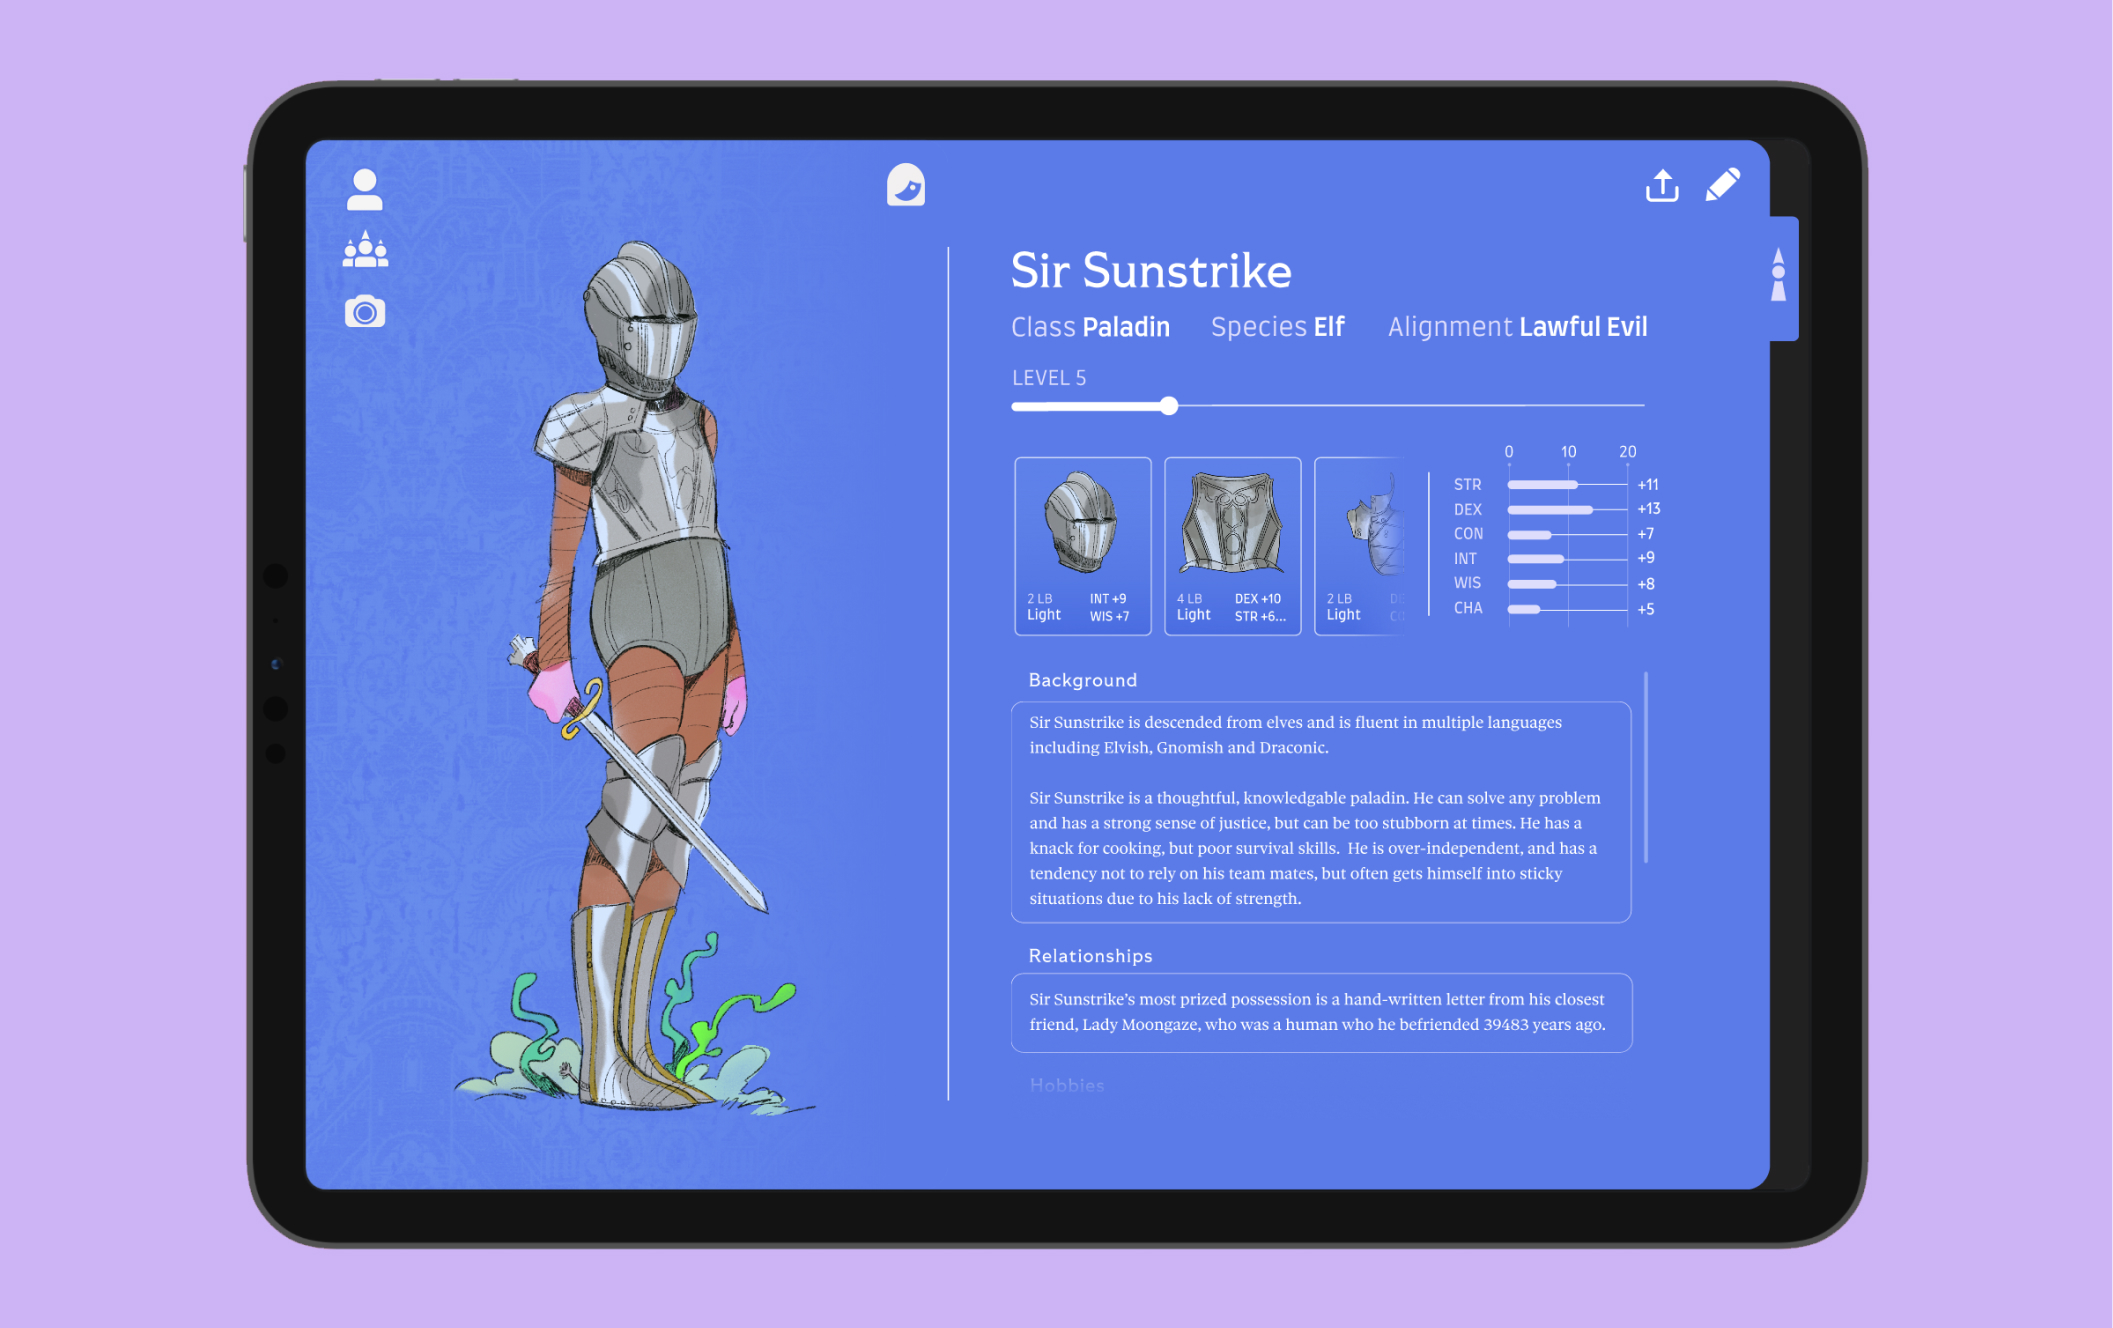 Sir Sunstrike
Class Paladin Species Elf Alignment Lawful Evil
LEVEL 5
2 LB INT +9
Light WIS +7
4 LB DEX +10
Light STR +6...
2 LB DE
Light CO
0 10 20
STR +11
DEX +13
CON +7
INT +9
WIS +8
CHA +5
Background
Sir Sunstrike is descended from elves and is fluent in multiple languages
including Elvish, Gnomish and Draconic.
Sir Sunstrike is a thoughtful, knowledgable paladin. He can solve any problem
and has a strong sense of justice, but can be too stubborn at times. He has a
knack for cooking, but poor survival skills.  He is over-independent, and has a
tendency not to rely on his team mates, but often gets himself into sticky
situations due to his lack of strength.
Relationships
Sir Sunstrike’s most prized possession is a hand-written letter from his closest
friend, Lady Moongaze, who was a human who he befriended 39483 years ago.
Hobbies